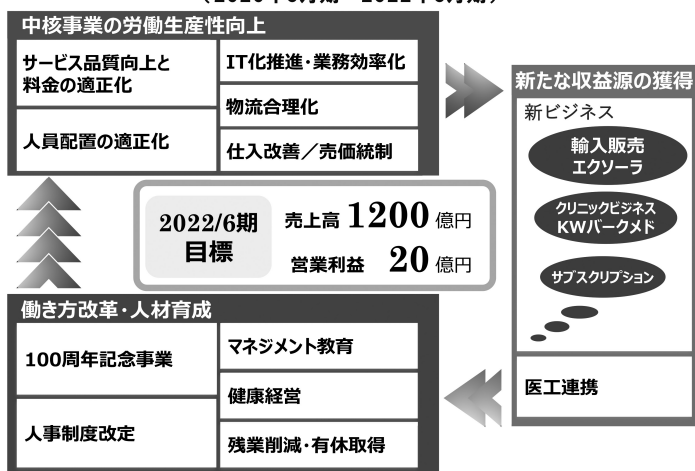 中核事業の労働生産性向上
サービス品質向上と
料金の適正化
人員配置の適正化
IT化推進・業務効率化
物流合理化
仕入改善／売価統制
新たな収益源の獲得
新ビジネス
輸入販売
エクソーラ
クリニックビジネス
KWバークメド
サブスクリプション
医工連携
2022/6期
目標
売上高 1200 億円
営業利益 20 億円
働き方改革・人材育成
100周年記念事業
人事制度改定
マネジメント教育
健康経営
残業削減・有休取得